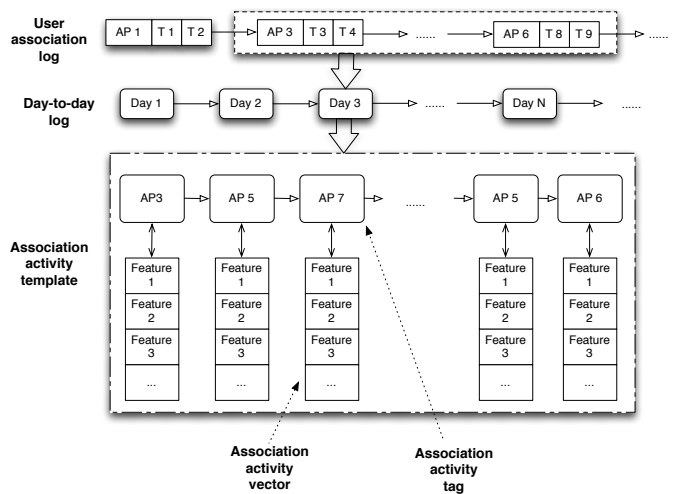 User
association
log
AP 1 T 1 T 2 AP 3 T 3 T 4 ...... AP 6 T 8 T 9 ......
Day-to-day
log
Day 1 Day 2 Day 3 ...... Day N ......
Association
activity
template
AP3 AP 5 AP 7 ...... AP 5 AP 6
Feature Feature Feature Feature Feature
1 1 1 1 1
Feature Feature Feature Feature Feature
2 2 2 2 2
Feature Feature Feature Feature Feature
3 3 3 3 3
... ... ... ... ...
Association
activity
vector
Association
activity
tag